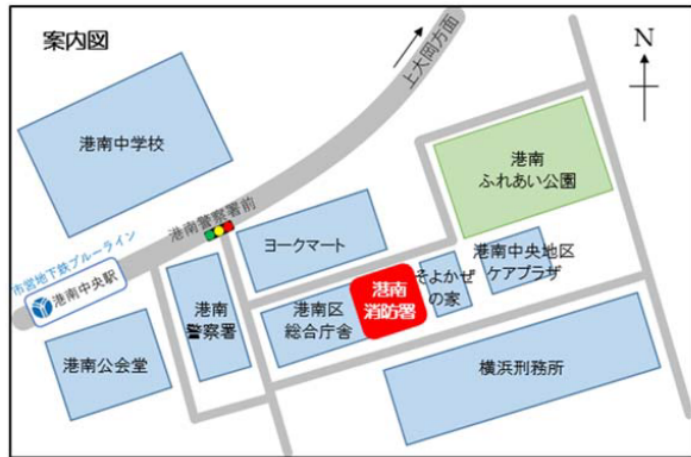 案内図
N
上大岡方面
港南中学校
港南
ふれあい公園
港南警察署前
ヨークマート
市営地下鉄ブルーライン
港南中央駅
港南中央地区
ケアプラザ
そよかぜ
の家
港南
消防署
港南区
総合庁舎
港南
警察署
港南公会堂
横浜刑務所